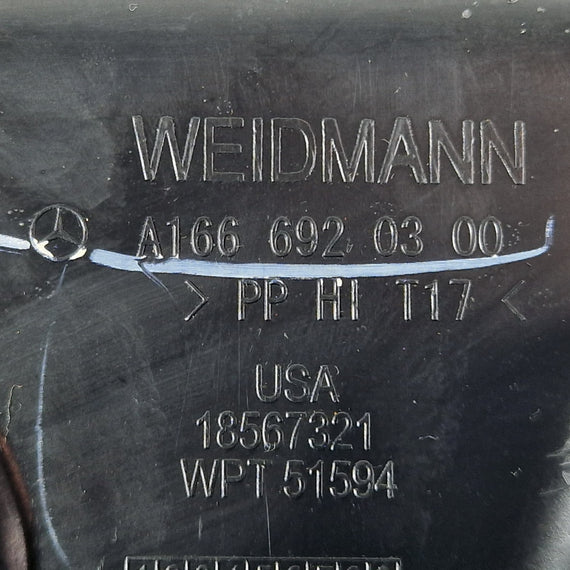 WEIDMANN
A166 692 03 00
> PP HI T17 <
USA
18567321
WPT 51594